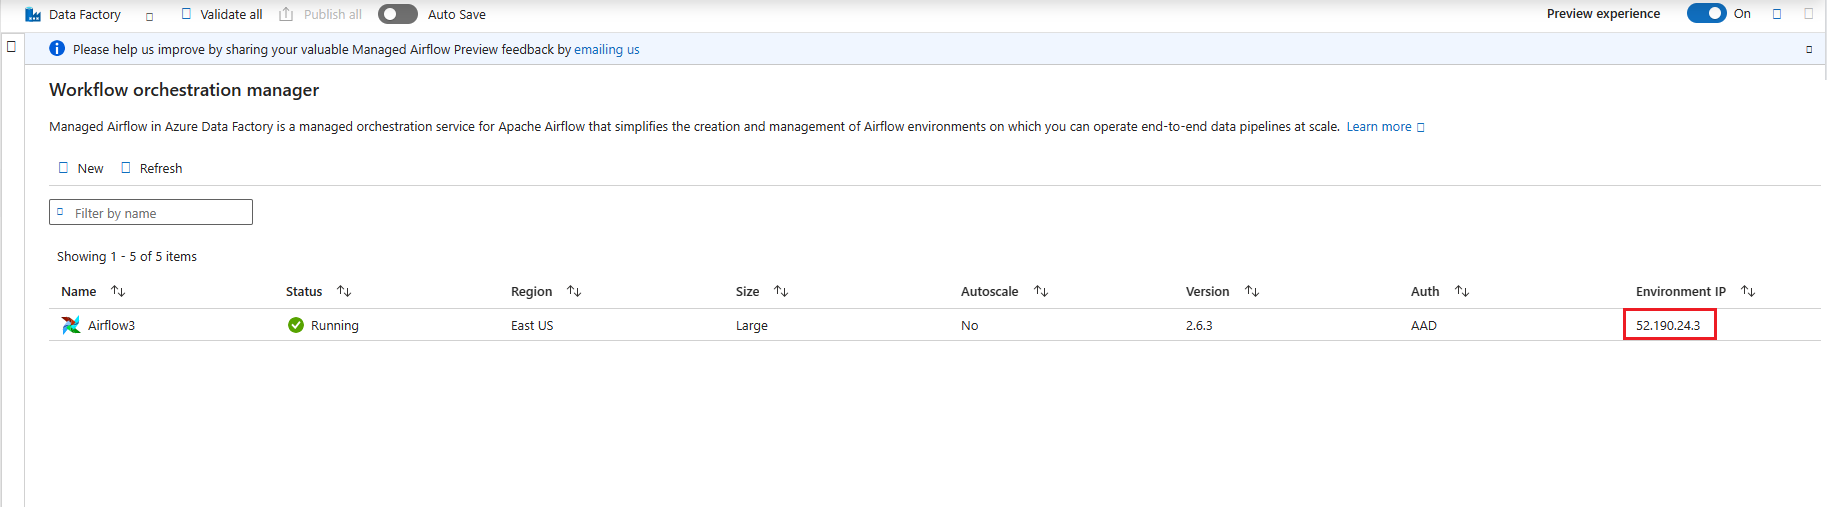 Data Factory Validate all Publish all Auto Save Preview experience On
Please help us improve by sharing your valuable Managed Airflow Preview feedback by emailing us
Workflow orchestration manager
Managed Airflow in Azure Data Factory is a managed orchestration service for Apache Airflow that simplifies the creation and management of Airflow environments on which you can operate end-to-end data pipelines at scale. Learn more
New Refresh
Filter by name
Showing 1 - 5 of 5 items
Name Status Region Size Autoscale Version Auth Environment IP
Airflow3 Running East US Large No 2.6.3 AAD 52.190.24.3